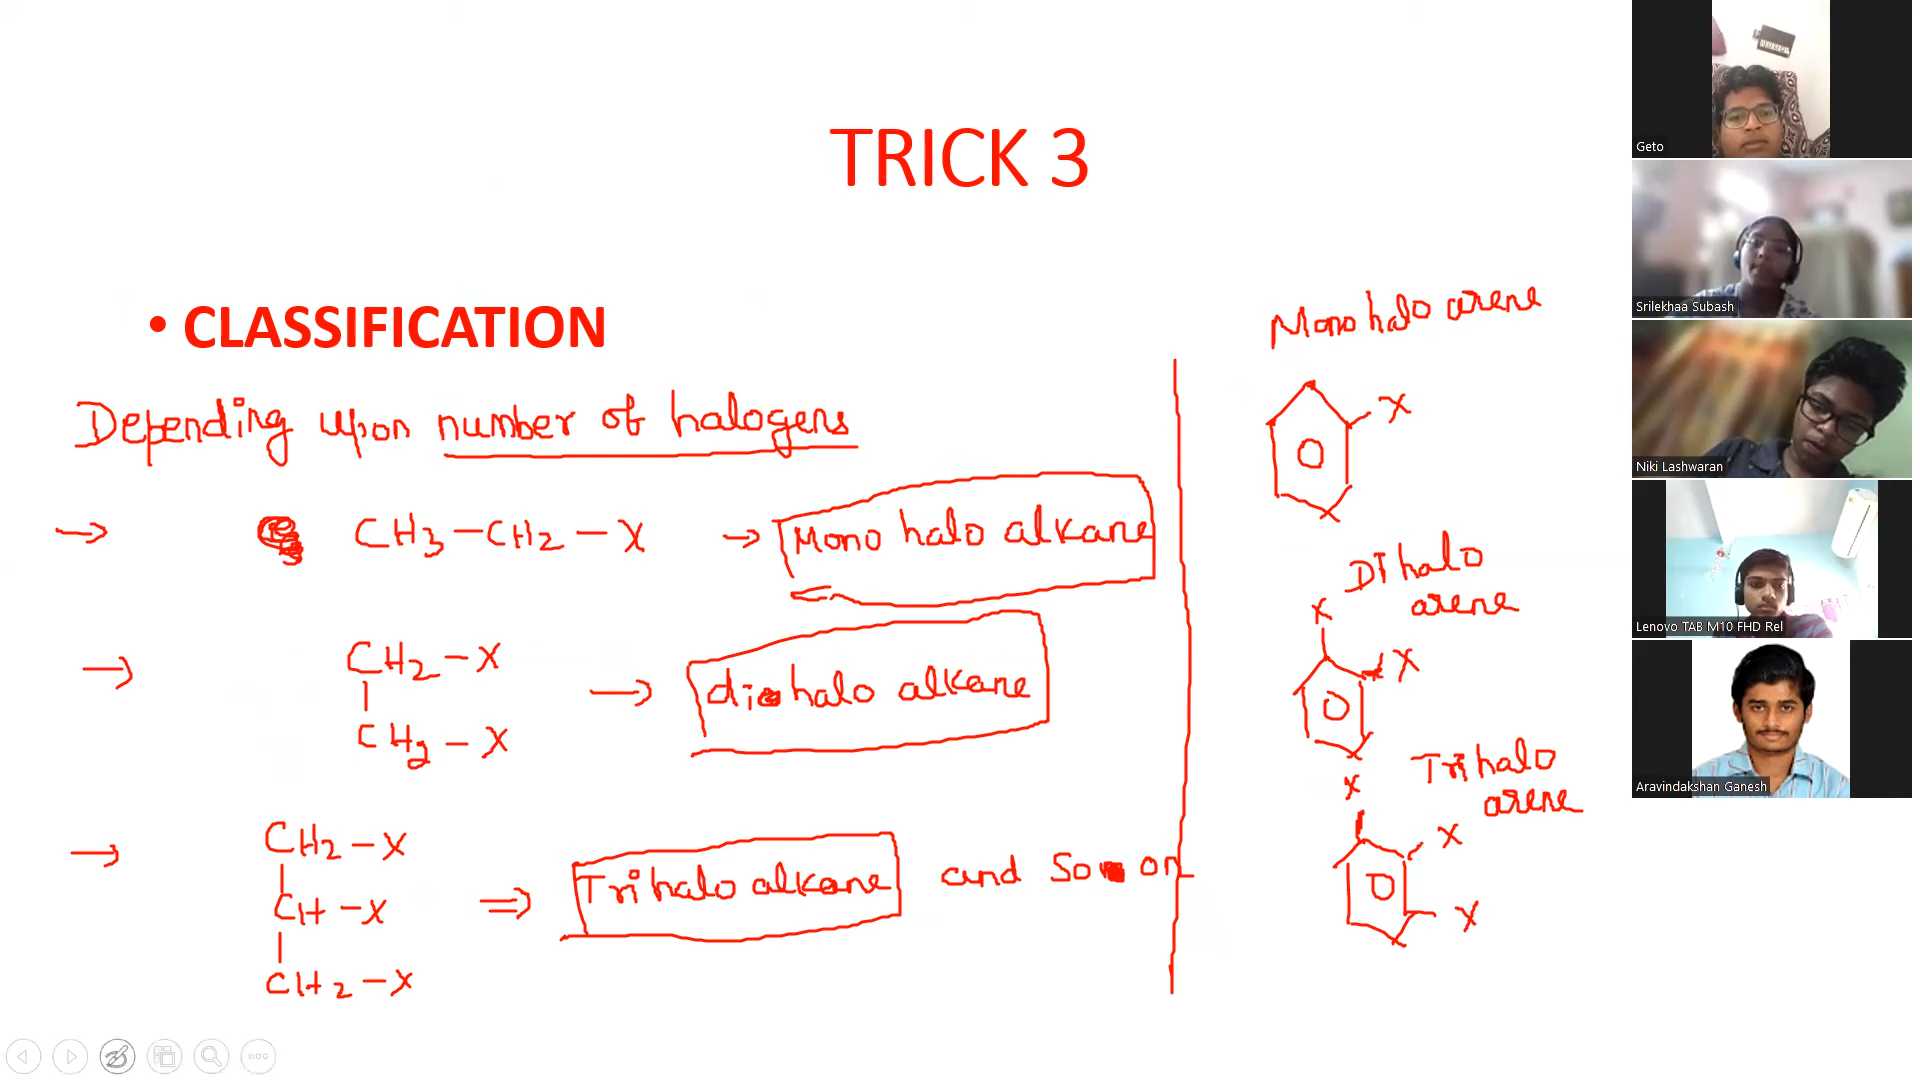 TRICK 3
• CLASSIFICATION
Depending upon number of halogens
→ CH3 – CH2 – X → Mono halo alkane
→ CH2 – X
|
CH2 – X
→ di halo alkane
→ CH2 – X
|
CH – X
|
CH2 – X
⇒ Tri halo alkane and so on
Mono halo arene
X
Di halo
arene
X
X
Tri halo
arene
X
X
X
Geto
Srilekhaa Subash
Niki Lashwaran
Lenovo TAB M10 FHD Rel
Aravindakshan Ganesh